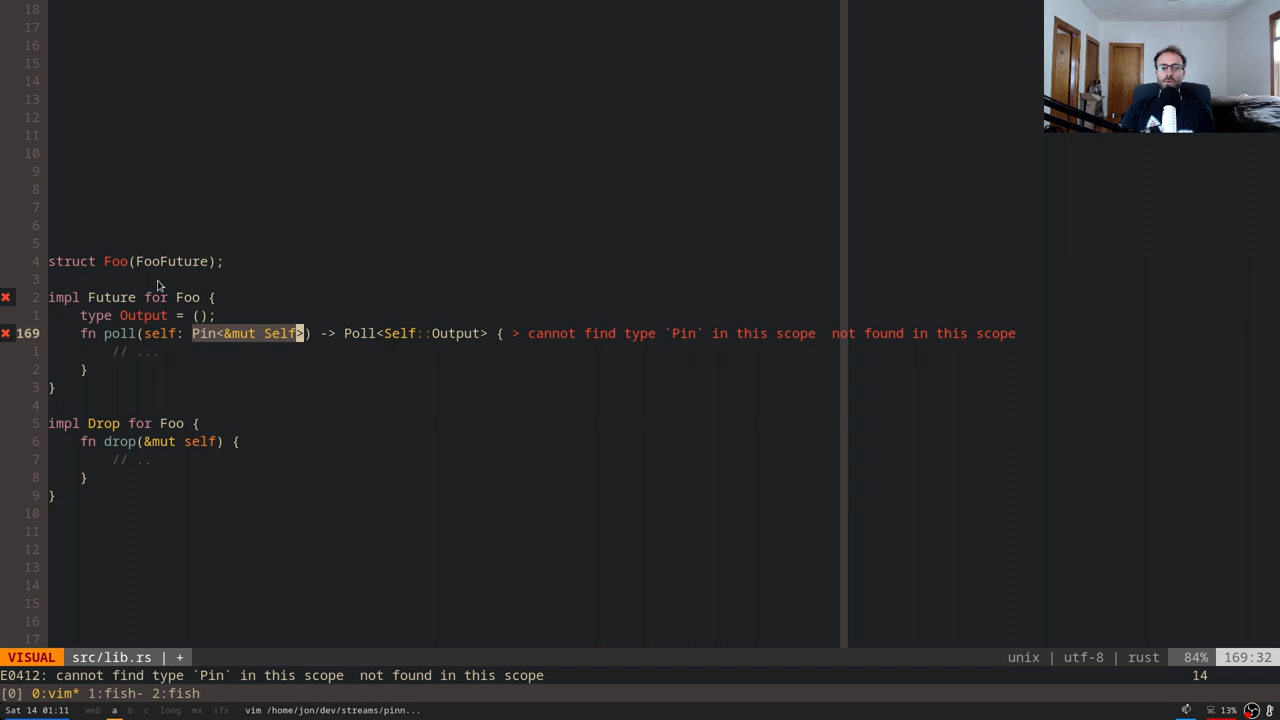 18
17
16
15
14
13
12
11
10
9
8
7
6
5
4 struct Foo(FooFuture);
3
2 impl Future for Foo {
1 type Output = ();
169 fn poll(self: Pin<&mut Self>) -> Poll<Self::Output> { > cannot find type `Pin` in this scope  not found in this scope
1 // ...
2 }
3 }
4
5 impl Drop for Foo {
6 fn drop(&mut self) {
7 // ..
8 }
9 }
10
11
12
13
14
15
16
17
VISUAL src/lib.rs | + unix | utf-8 | rust 84% 169:32
E0412: cannot find type `Pin` in this scope  not found in this scope 14
[0] 0:vim* 1:fish- 2:fish
Sat 14 01:11 web a b c long mx sfx vim /home/jon/dev/streams/pinn... 13%